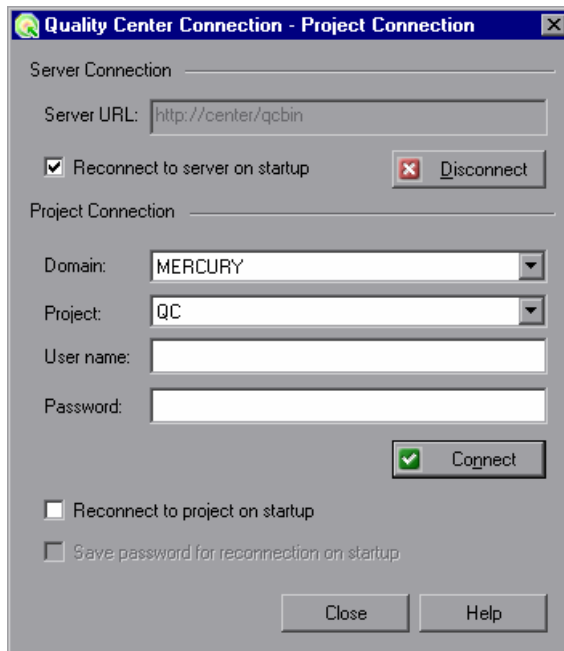 Quality Center Connection - Project Connection
Server Connection
Server URL: http://center/qcbin
Reconnect to server on startup Disconnect
Project Connection
Domain: MERCURY
Project: QC
User name:
Password:
Connect
Reconnect to project on startup
Save password for reconnection on startup
Close Help